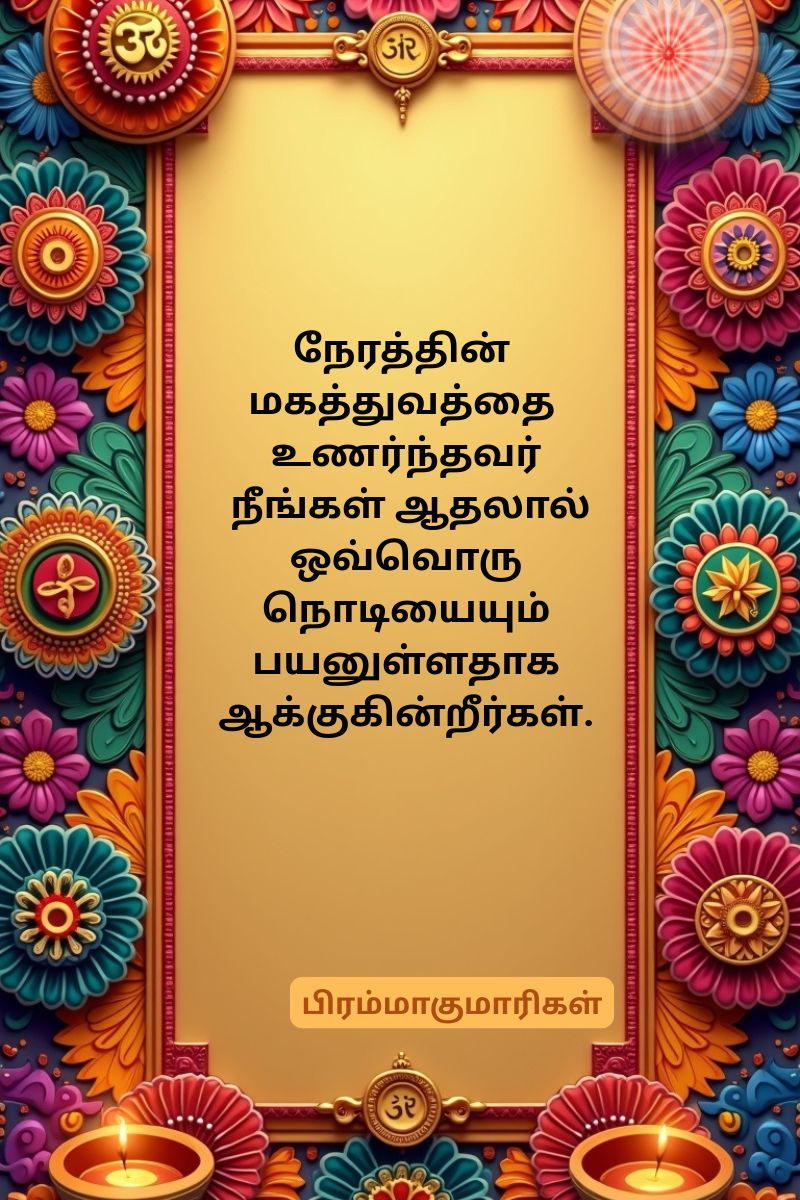 நேரத்தின்
மகத்துவத்தை
உணர்ந்தவர்
நீங்கள் ஆதலால்
ஒவ்வொரு
நொடியையும்
பயனுள்ளதாக
ஆக்குகின்றீர்கள்.
பிரம்மாகுமாரிகள்